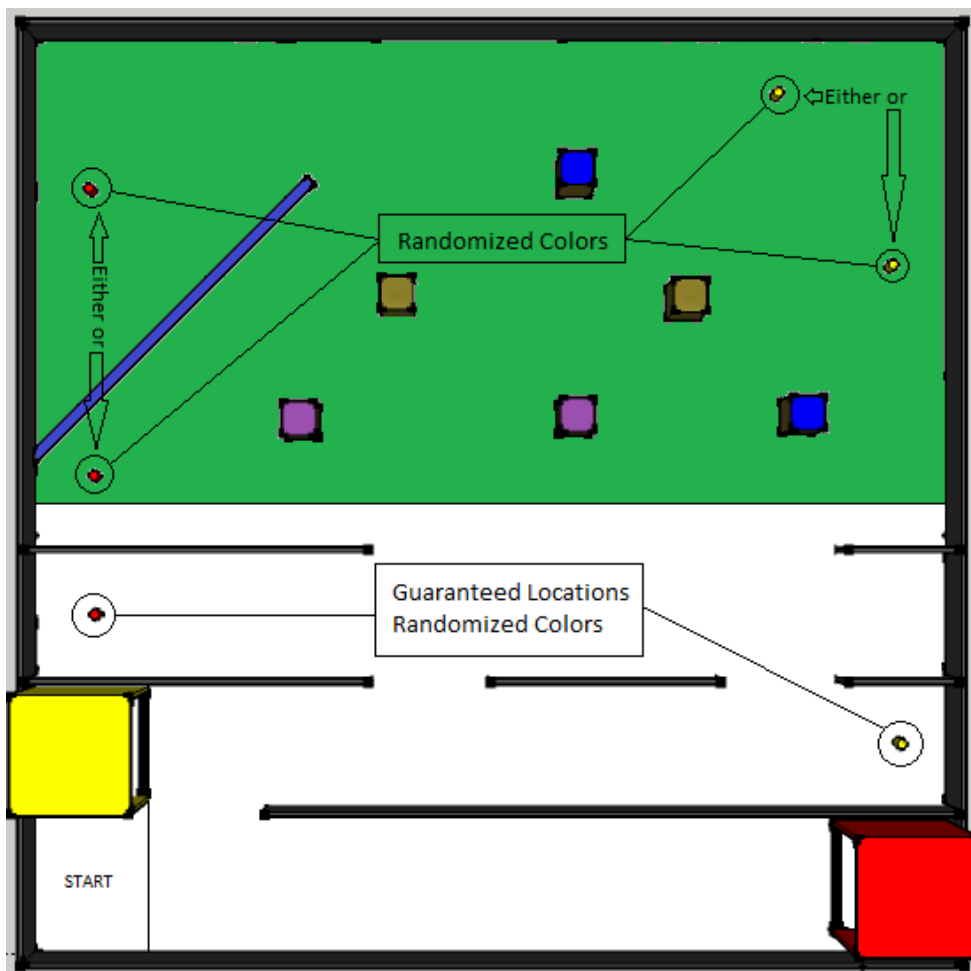 Either or
Randomized Colors
Either or
Guaranteed Locations
Randomized Colors
START